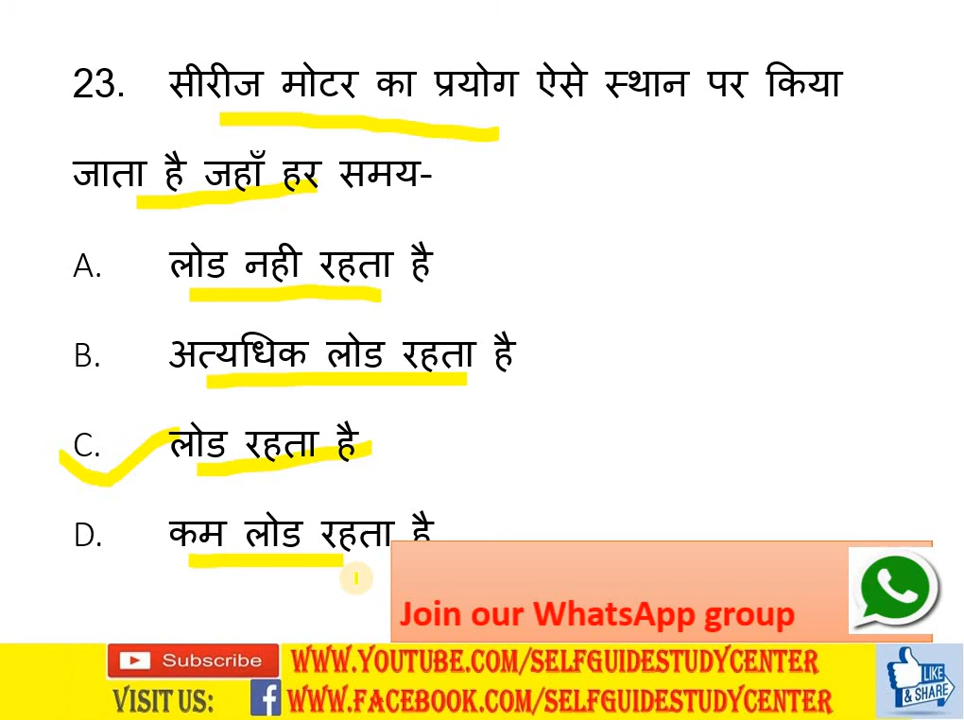 23. सीरीज मोटर का प्रयोग ऐसे स्थान पर किया
जाता है जहाँ हर समय-
A. लोड नही रहता है
B. अत्यधिक लोड रहता है
C. लोड रहता है
D. कम लोड रहता है
Join our WhatsApp group
Subscribe WWW.YOUTUBE.COM/SELFGUIDESTUDYCENTER
VISIT US: f WWW.FACEBOOK.COM/SELFGUIDESTUDYCENTER
LIKE
& SHARE